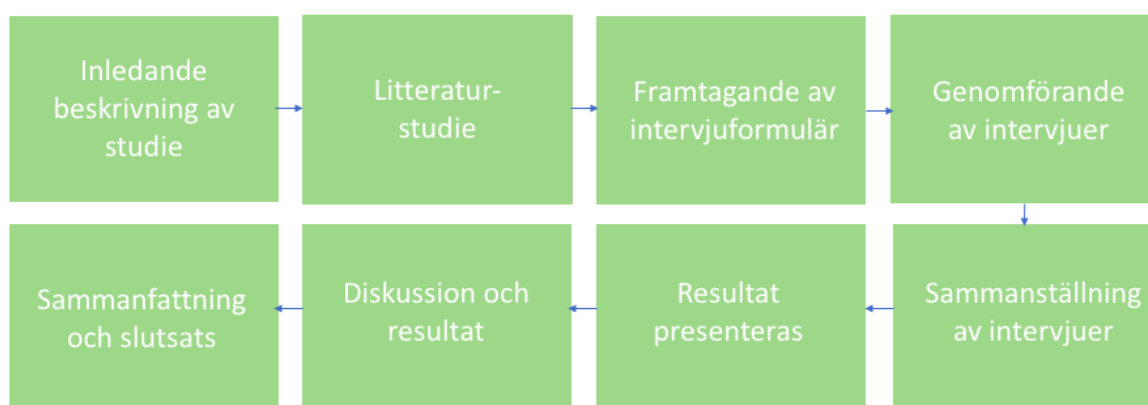 Inledande
beskrivning av
studie
Litteratur-
studie
Framtagande av
intervjuformulär
Genomförande
av intervjuer
Sammanställning
av intervjuer
Resultat
presenteras
Diskussion och
resultat
Sammanfattning
och slutsats